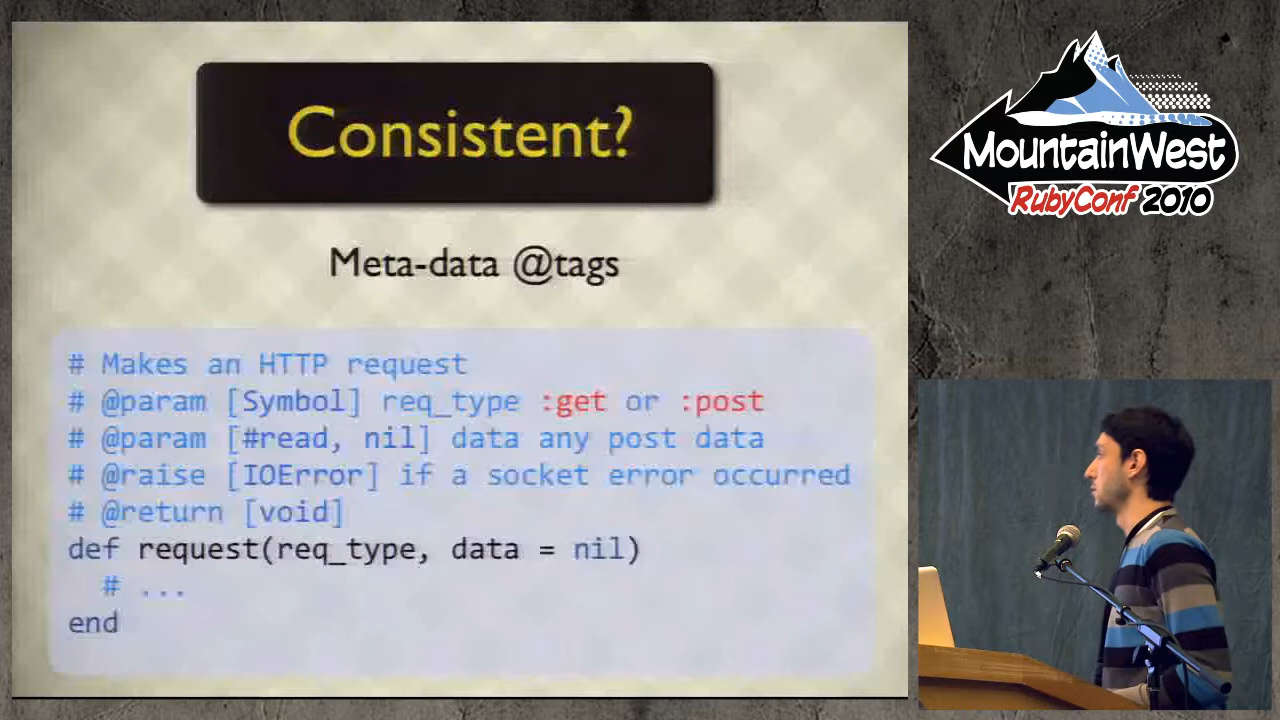 Consistent?
Meta-data @tags
# Makes an HTTP request
# @param [Symbol] req_type :get or :post
# @param [#read, nil] data any post data
# @raise [IOError] if a socket error occurred
# @return [void]
def request(req_type, data = nil)
  # ...
end
MountainWest
RubyConf 2010